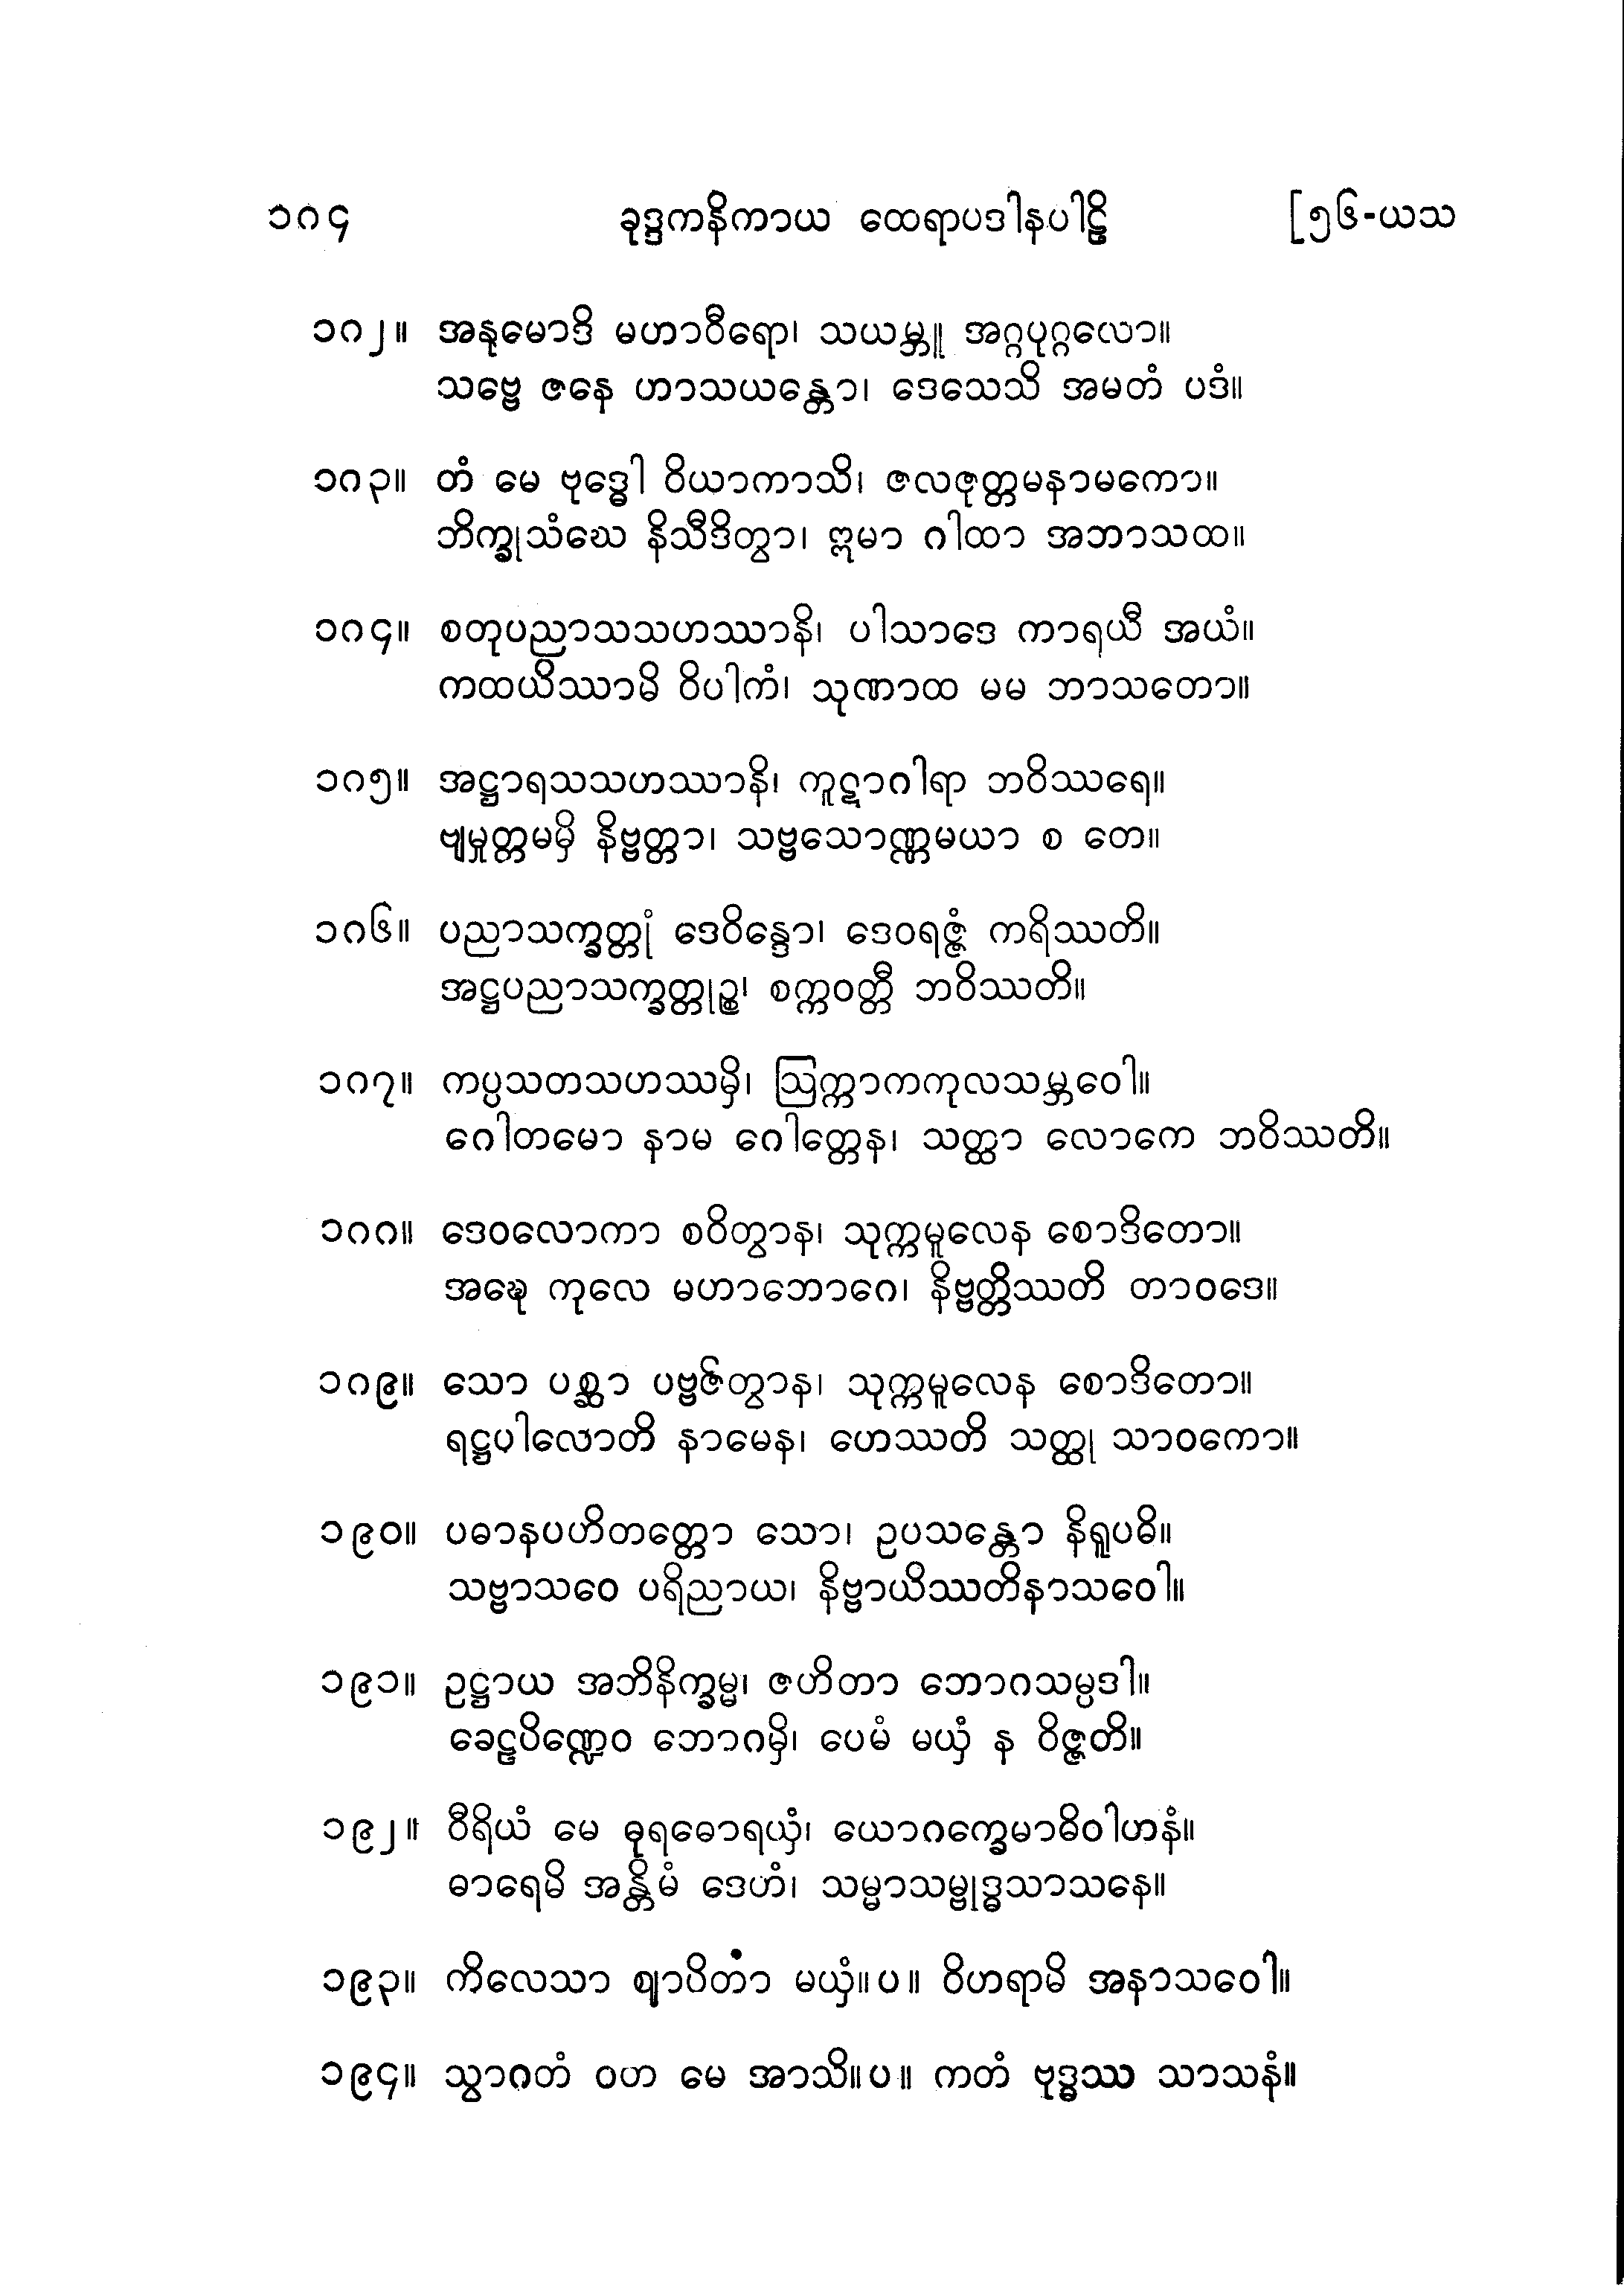 ၁၈၄ ခုဒ္ဒကနိကာယ ထေရာပဒါနပါဠိ [၅၆-ယသ
၁၈၂။ အနုမောဒိ မဟာဝီရော၊ သယမ္ဘူ အဂ္ဂပုဂ္ဂလော။
သဗ္ဗေ ဇနေ ဟာသယန္တော၊ ဒေသေသိ အမတံ ပဒံ။
၁၈၃။ တံ မေ ဗုဒ္ဓေါ ဝိယာကာသိ၊ ဇလဇုတ္တမနာမကော။
ဘိက္ခုသံဃေ နိသီဒိတွာ၊ ဣမာ ဂါထာ အဘာသထ။
၁၈၄။ စတုပညာသသဟဿာနိ၊ ပါသာဒေ ကာရယီ အယံ။
ကထယိဿာမိ ဝိပါကံ၊ သုဏာထ မမ ဘာသတော။
၁၈၅။ အဋ္ဌာရသသဟဿာနိ၊ ကူဋာဂါရာ ဘဝိဿရေ။
ဗျမှုတ္တမမှိ နိဗ္ဗတ္တာ၊ သဗ္ဗသောဏ္ဏမယာ စ တေ။
၁၈၆။ ပညာသက္ခတ္တုံ ဒေဝိန္ဒော၊ ဒေဝရဇ္ဇံ ကရိဿတိ။
အဋ္ဌပညာသက္ခတ္တုဉ္စ၊ စက္ကဝတ္တီ ဘဝိဿတိ။
၁၈၇။ ကပ္ပသတသဟဿမှိ၊ ဩက္ကာကကုလသမ္ဘဝေါ။
ဂေါတမော နာမ ဂေါတ္တေန၊ သတ္ထာ လောကေ ဘဝိဿတိ။
၁၈၈။ ဒေဝလောကာ စဝိတွာန၊ သုက္ကမူလေန စောဒိတော။
အဍ္ဎေ ကုလေ မဟာဘောဂေ၊ နိဗ္ဗတ္တိဿတိ တာဝဒေ။
၁၈၉။ သော ပစ္ဆာ ပဗ္ဗဇိတွာန၊ သုက္ကမူလေန စောဒိတော။
ရဋ္ဌပါလောတိ နာမေန၊ ဟေဿတိ သတ္ထု သာဝကော။
၁၉၀။ ပဓာနပဟိတတ္တော သော၊ ဥပသန္တော နိရူပဓိ။
သဗ္ဗာသဝေ ပရိညာယ၊ နိဗ္ဗာယိဿတိနာသဝေါ။
၁၉၁။ ဥဋ္ဌာယ အဘိနိက္ခမ္မ၊ ဇဟိတာ ဘောဂသမ္ပဒါ။
ခေဠပိဏ္ဍေဝ ဘောဂမှိ၊ ပေမံ မယှံ န ဝိဇ္ဇတိ။
၁၉၂။ ဝီရိယံ မေ ဓုရဓောရယှံ၊ ယောဂက္ခေမာဓိဝါဟနံ။
ဓာရေမိ အန္တိမံ ဒေဟံ၊ သမ္မာသမ္ဗုဒ္ဓသာသနေ။
၁၉၃။ ကိလေသာ ဈာပိတာ မယှံ။ပ။ ဝိဟရာမိ အနာသဝေါ။
၁၉၄။ သွာဂတံ ဝတ မေ အာသိ။ပ။ ကတံ ဗုဒ္ဓဿ သာသနံ။